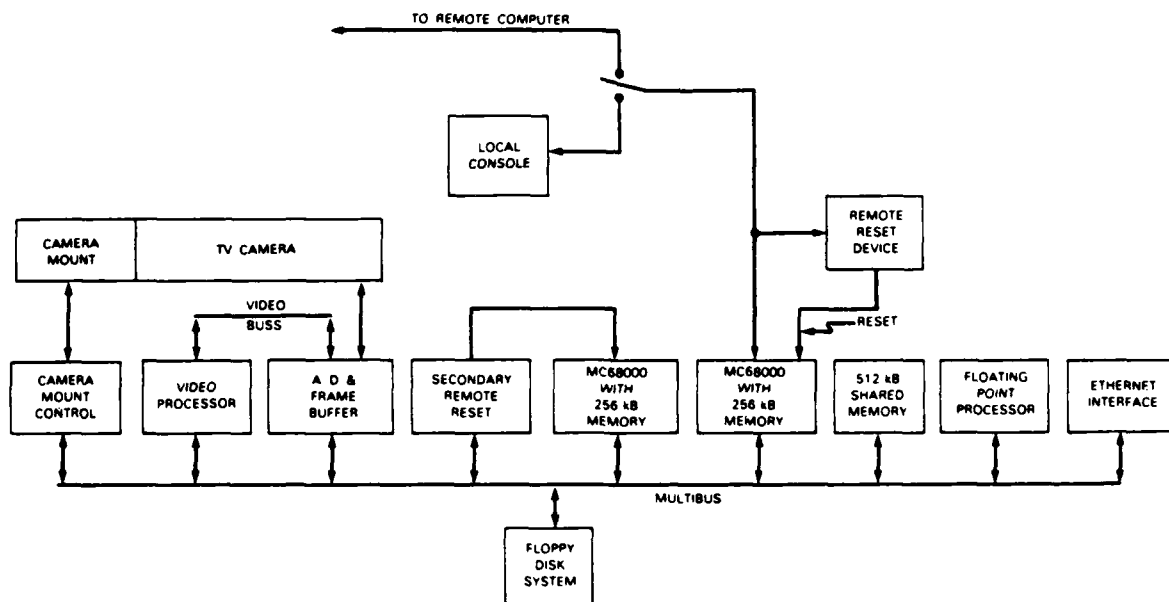 TO REMOTE COMPUTER
LOCAL
CONSOLE
REMOTE
RESET
DEVICE
CAMERA
MOUNT
TV CAMERA
VIDEO
BUSS
RESET
CAMERA
MOUNT
CONTROL
VIDEO
PROCESSOR
A D &
FRAME
BUFFER
SECONDARY
REMOTE
RESET
MC68000
WITH
256 kB
MEMORY
MC68000
WITH
256 kB
MEMORY
512 kB
SHARED
MEMORY
FLOATING
POINT
PROCESSOR
ETHERNET
INTERFACE
MULTIBUS
FLOPPY
DISK
SYSTEM